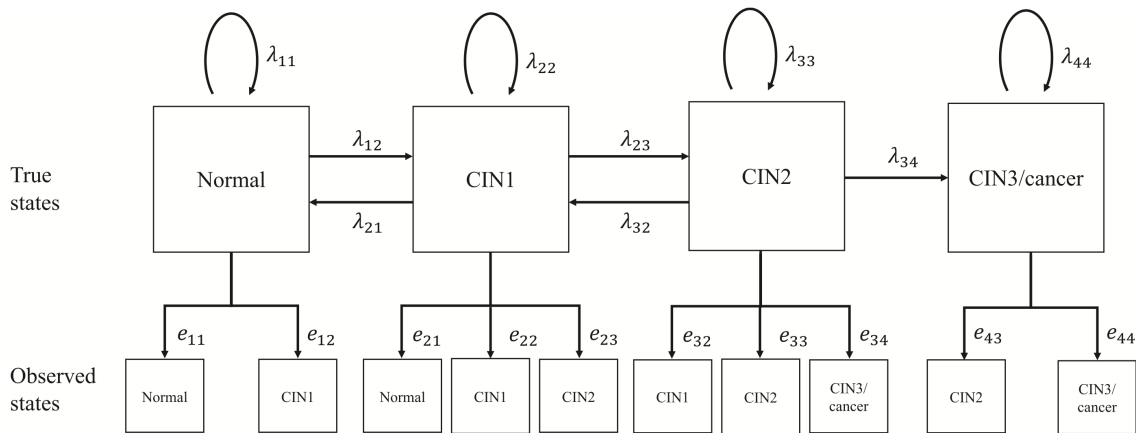 λ11 λ22 λ33 λ44
λ12 λ23 λ34
True
states
Normal CIN1 CIN2 CIN3/cancer
λ21 λ32
e11 e12 e21 e22 e23 e32 e33 e34 e43 e44
Observed
states
Normal CIN1 Normal CIN1 CIN2 CIN1 CIN2 CIN3/
cancer CIN2 CIN3/
cancer